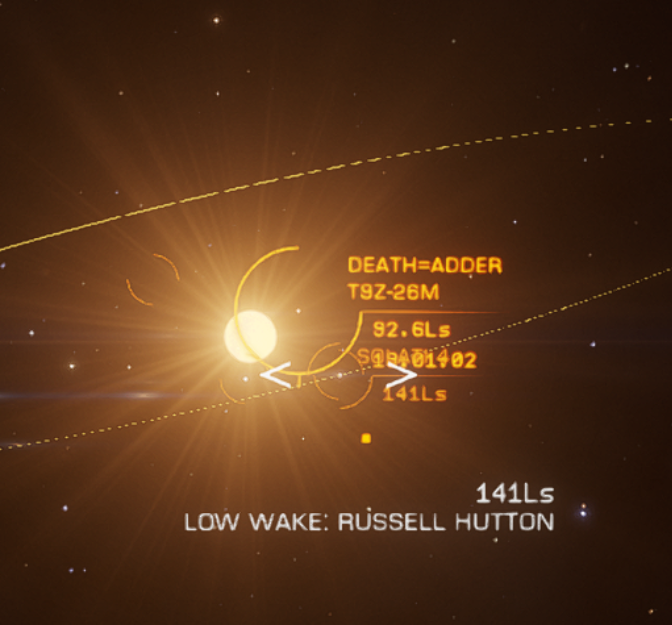 DEATH=ADDER
T9Z-26M
92.6Ls
141Ls
141Ls
LOW WAKE: RUSSELL HUTTON